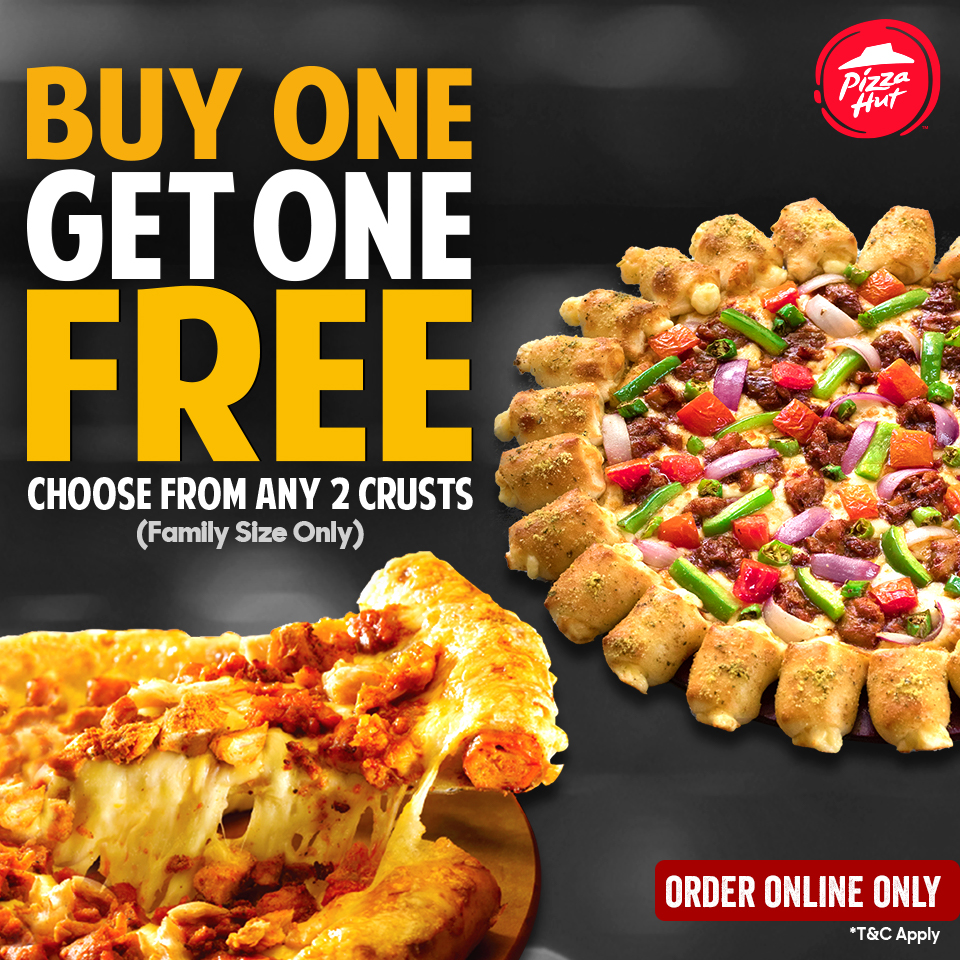 Pizza
Hut
TM
BUY ONE
GET ONE
FREE
CHOOSE FROM ANY 2 CRUSTS
(Family Size Only)
ORDER ONLINE ONLY
*T&C Apply